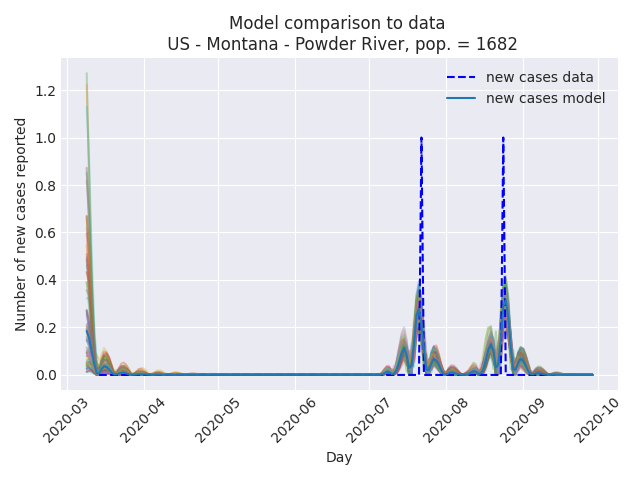 Model comparison to data
US - Montana - Powder River, pop. = 1682
new cases data
new cases model
Number of new cases reported
1.2
1.0
0.8
0.6
0.4
0.2
0.0
2020-03
2020-04
2020-05
2020-06
2020-07
2020-08
2020-09
2020-10
Day